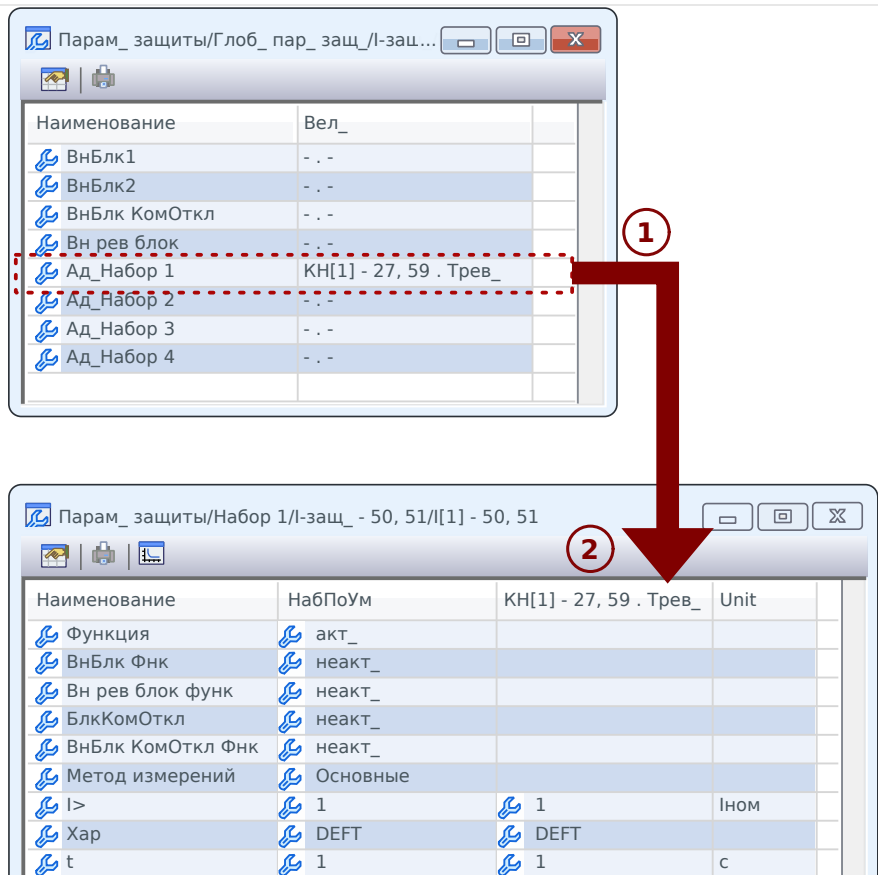 Парам_ защиты/Глоб_ пар_ защ_/I-защ...
Наименование Вел_
ВнБлк1 - . -
ВнБлк2 - . -
ВнБлк КомОткл - . -
Вн рев блок - . -
Ад_Набор 1 КН[1] - 27, 59 . Трев_
Ад_Набор 2 - . -
Ад_Набор 3 - . -
Ад_Набор 4 - . -
1
Парам_ защиты/Набор 1/I-защ_ - 50, 51/I[1] - 50, 51
2
Наименование НабПоУм КН[1] - 27, 59 . Трев_ Unit
Функция акт_
ВнБлк Фнк неакт_
Вн рев блок функ неакт_
БлкКомОткл неакт_
ВнБлк КомОткл Фнк неакт_
Метод измерений Основные
I> 1 1 Iном
Хар DEFT DEFT
t 1 1 с